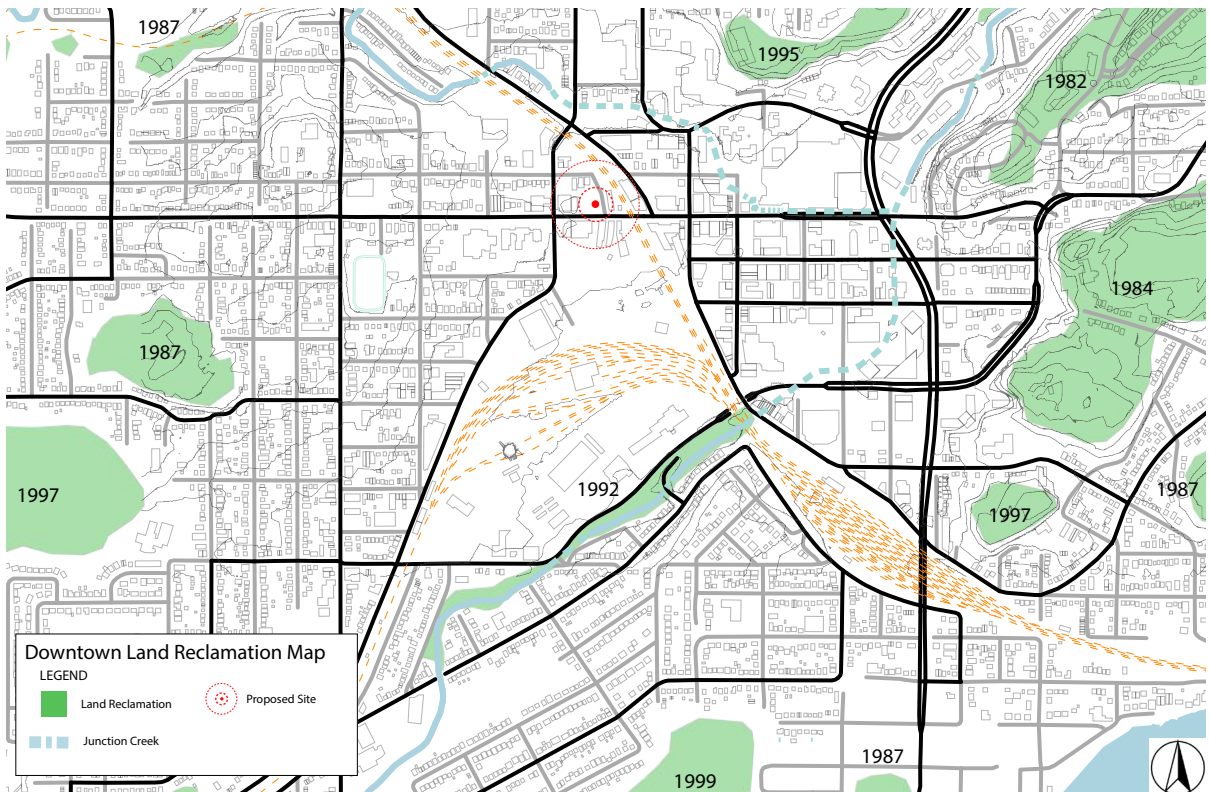 1987
1995
1982
1984
1987
1997
1992
1997
1987
Downtown Land Reclamation Map
LEGEND
Land Reclamation
Proposed Site
Junction Creek
1987
1999